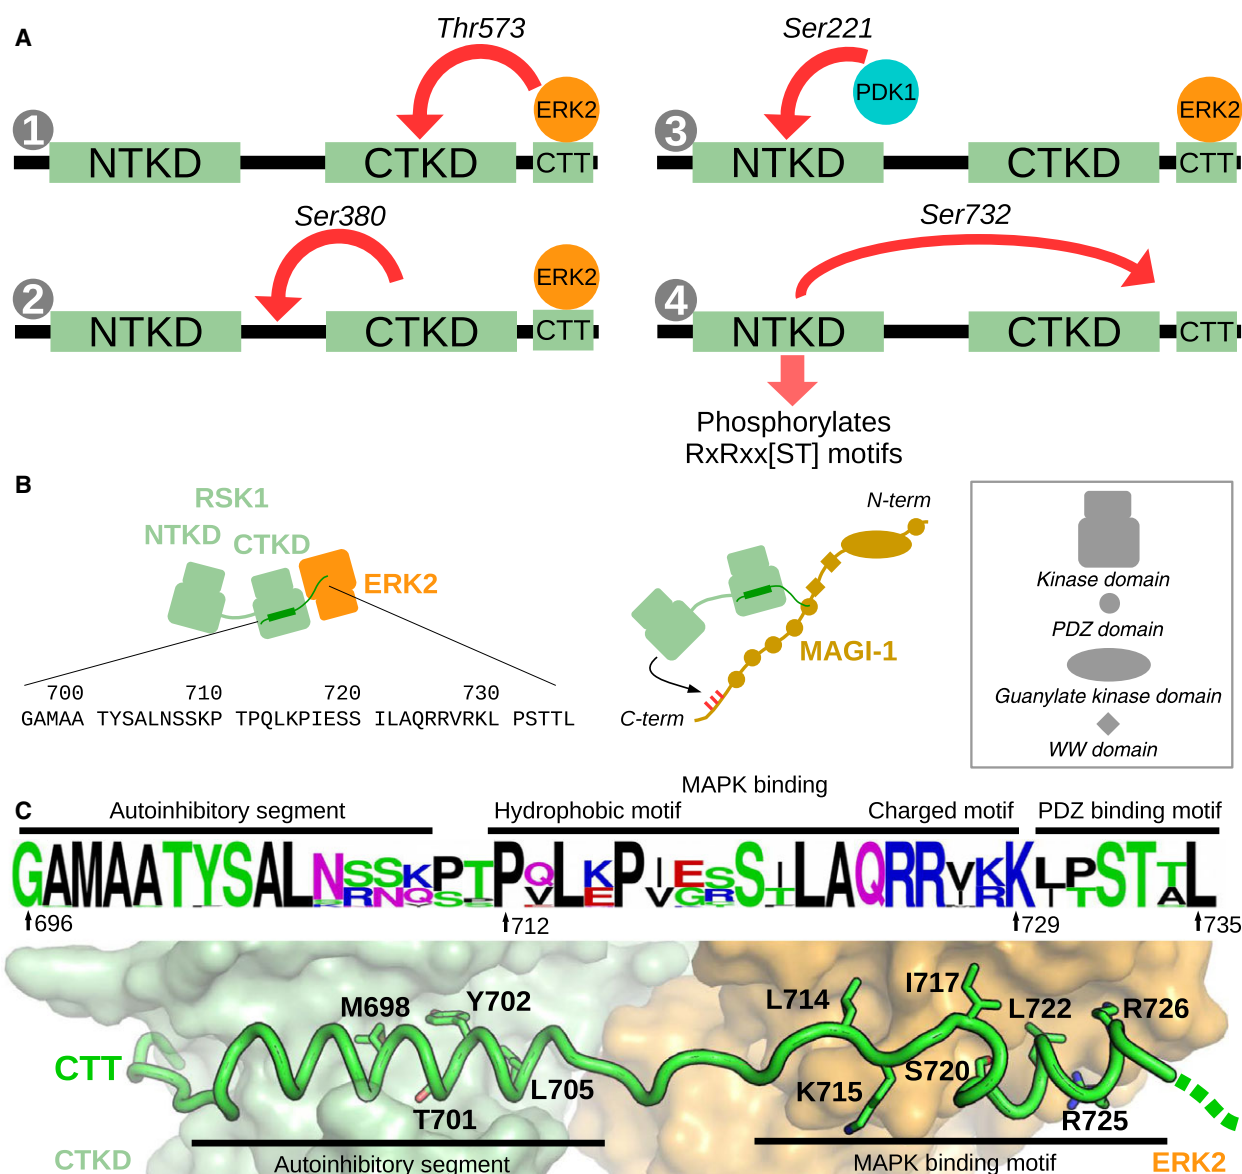 A
Thr573
ERK2
1
NTKD
CTKD
CTT
Ser221
PDK1
ERK2
3
NTKD
CTKD
CTT
Ser380
ERK2
2
NTKD
CTKD
CTT
Ser732
4
NTKD
CTKD
CTT
Phosphorylates
RxRxx[ST] motifs
B
RSK1
NTKD
CTKD
ERK2
700 710 720 730
GAMAA TYSALNSSKP TPQLKPIESS ILAQRRVRKL PSTTL
N-term
MAGI-1
C-term
Kinase domain
PDZ domain
Guanylate kinase domain
WW domain
C
MAPK binding
Autoinhibitory segment
Hydrophobic motif
Charged motif
PDZ binding motif
GAMAATYSALNSSKPTPQLKPIESSILAQRRVKKLPSTTL
696
712
729
735
M698
Y702
L714
I717
L722
R726
CTT
L705
K715
S720
T701
R725
CTKD
Autoinhibitory segment
MAPK binding motif
ERK2